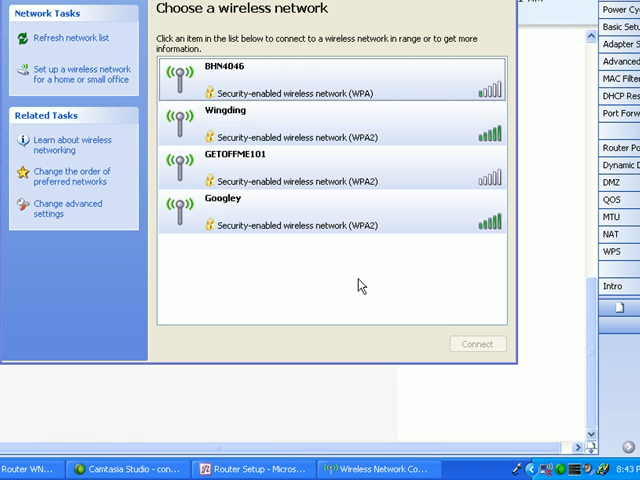 Choose a wireless network
Network Tasks
Refresh network list
Set up a wireless network
for a home or small office
Related Tasks
Learn about wireless
networking
Change the order of
preferred networks
Change advanced
settings
Click an item in the list below to connect to a wireless network in range or to get more
information.
BHN4046
Security-enabled wireless network (WPA)
Wingding
Security-enabled wireless network (WPA2)
GETOFFME101
Security-enabled wireless network (WPA2)
Googley
Security-enabled wireless network (WPA2)
Connect
AM
Power Cy
Basic Setu
Adapter S
Advanced
MAC Filter
DHCP Res
Port Forw
Router Po
Dynamic D
DMZ
QOS
MTU
NAT
WPS
Intro
Router WN...
Camtasia Studio - con...
Router Setup - Micros...
Wireless Network Co...
8:43 P